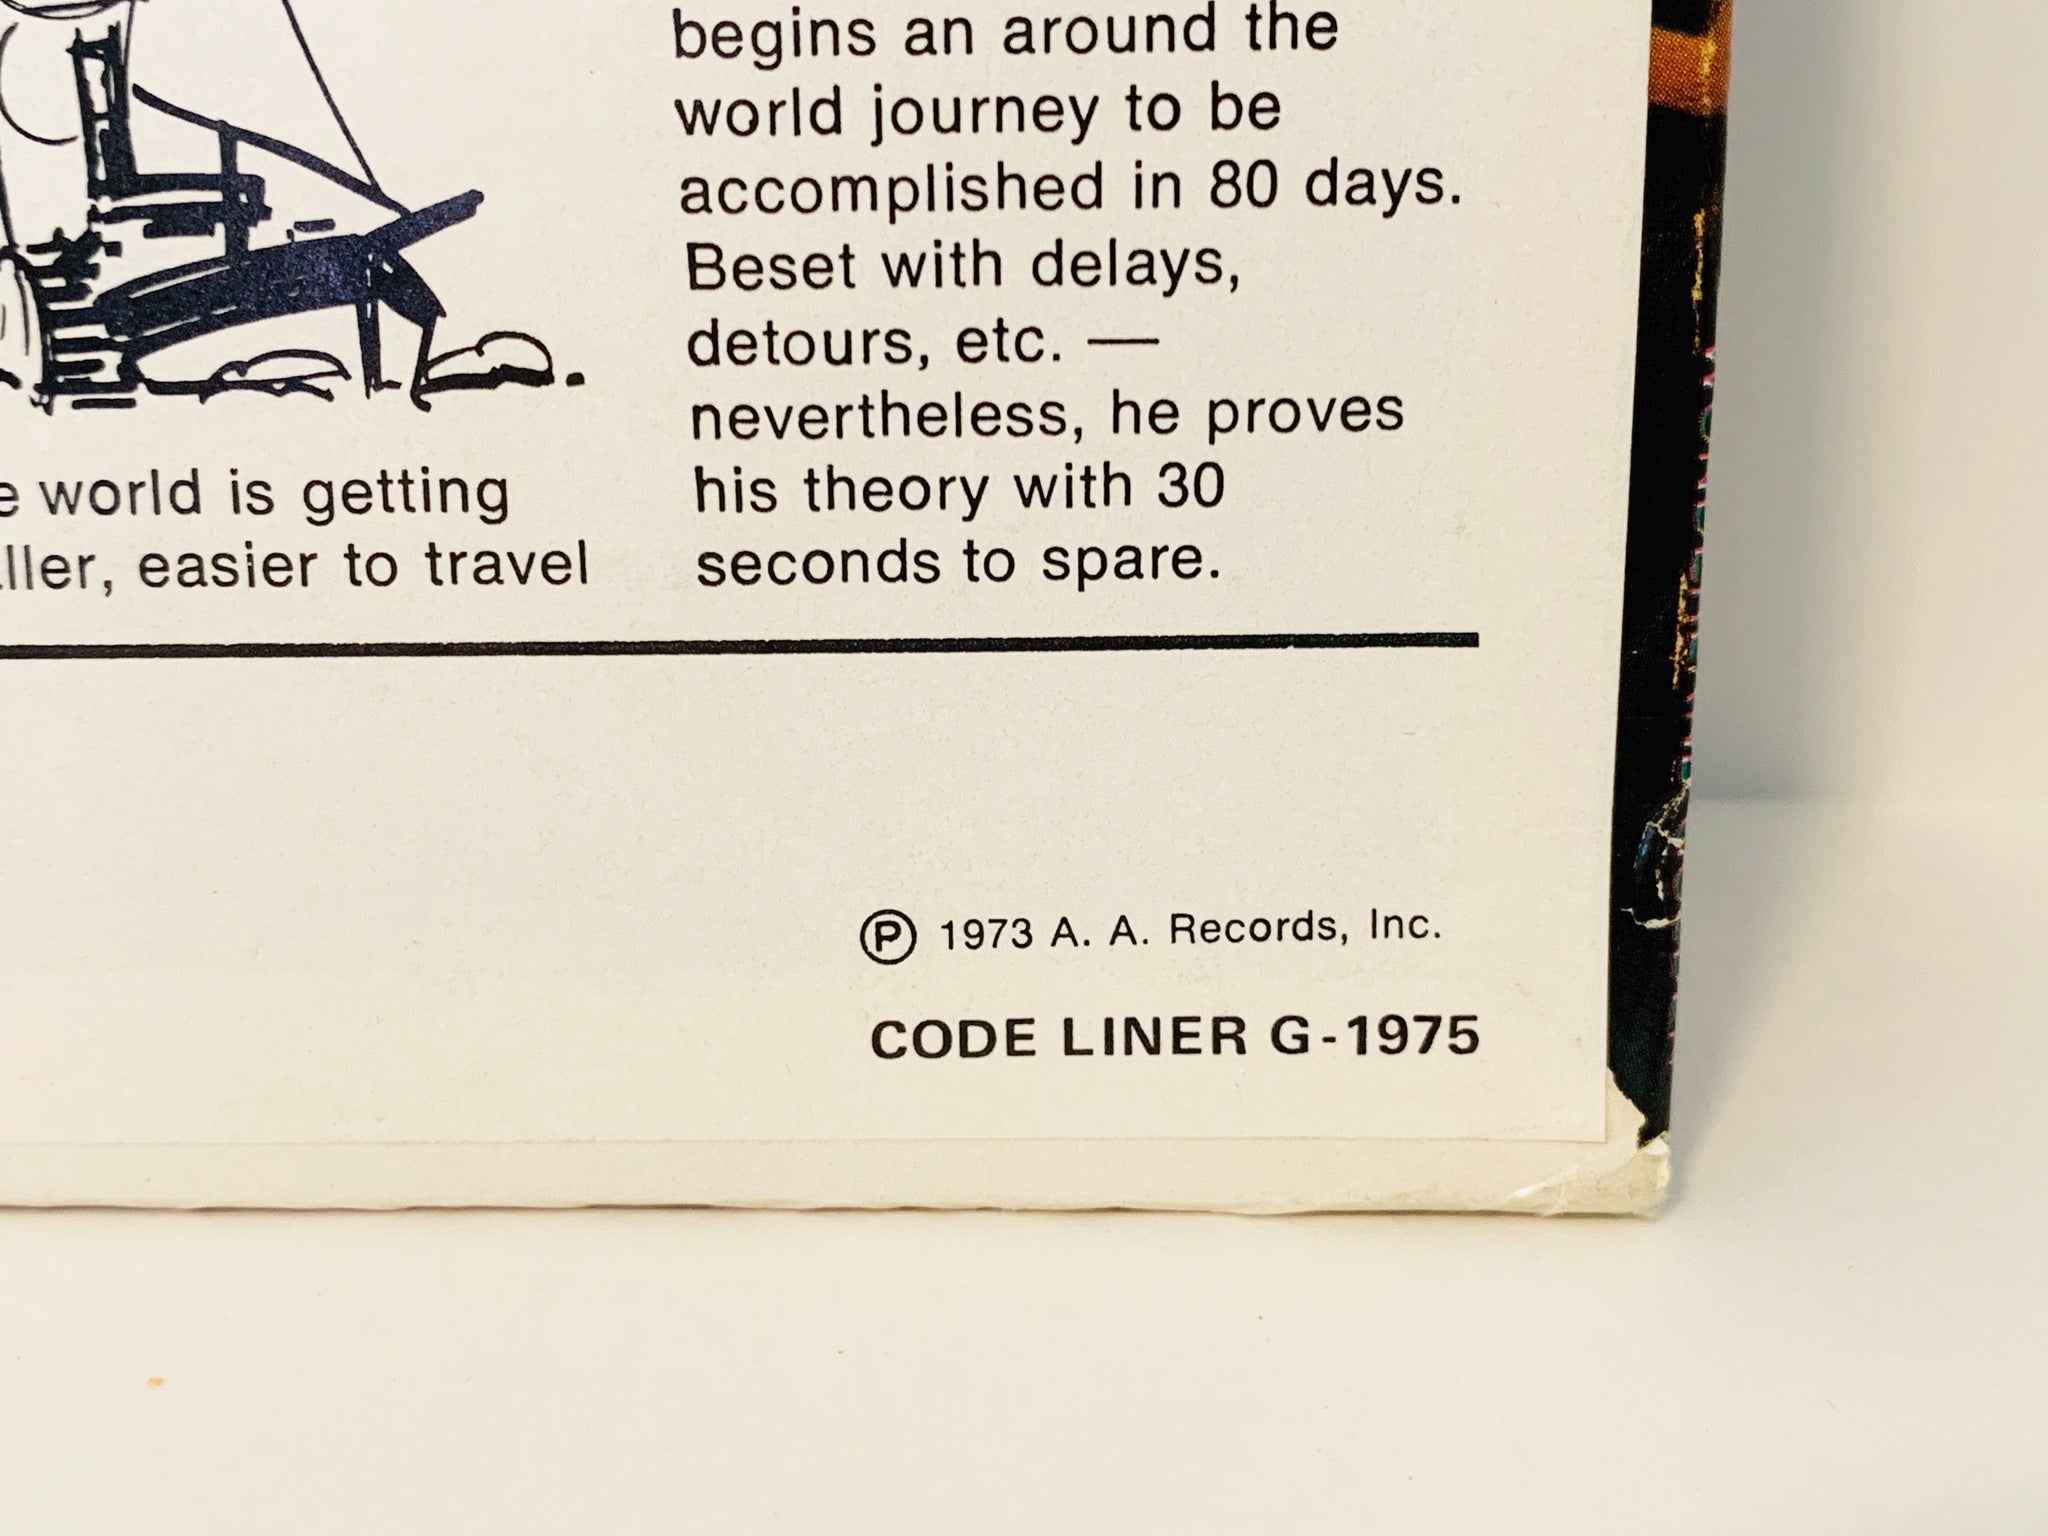 world is getting
easier to travel
begins an around the
world journey to be
accomplished in 80 days.
Beset with delays,
detours, etc. —
nevertheless, he proves
his theory with 30
seconds to spare.
Ⓟ 1973 A. A. Records, Inc.
CODE LINER G-1975